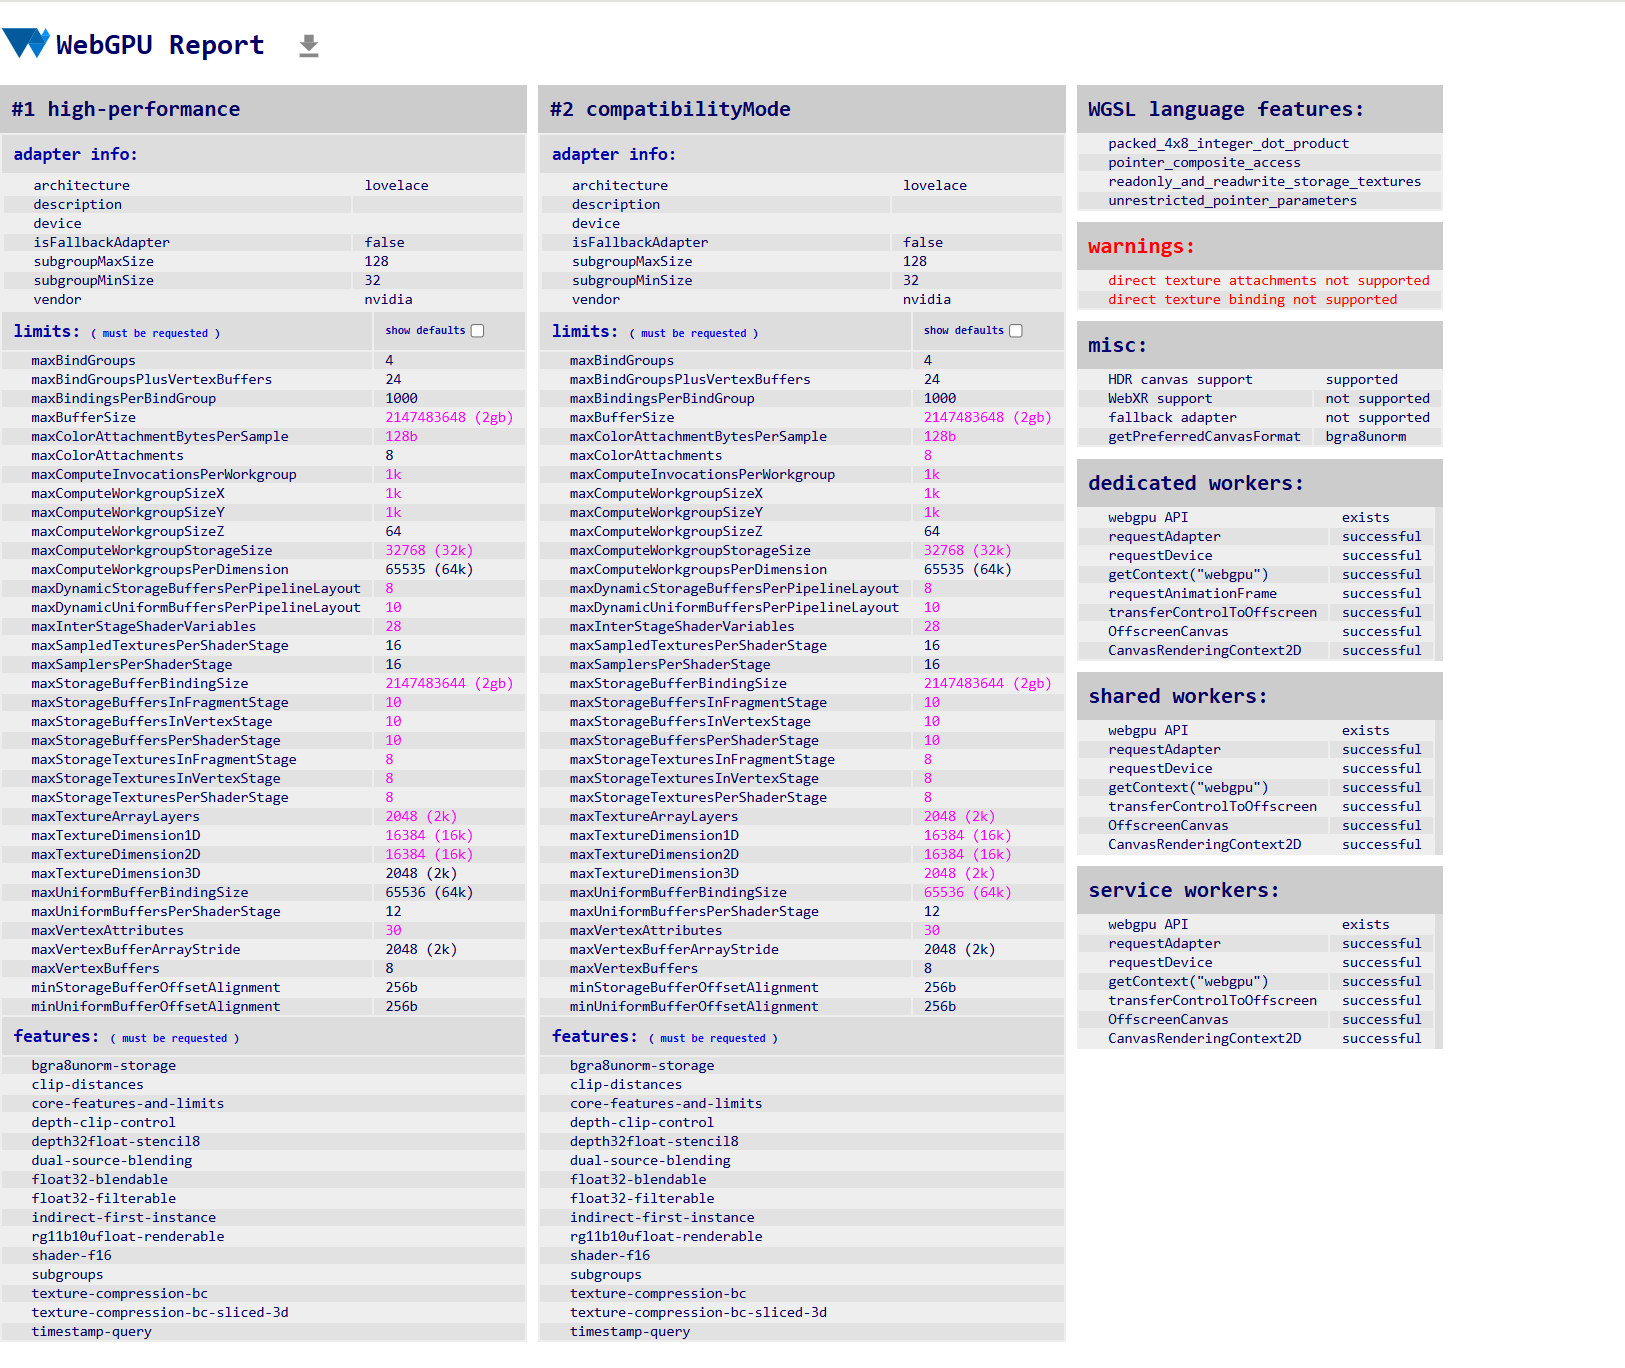 WebGPU Report
#1 high-performance
adapter info:
architecture lovelace
description
device
isFallbackAdapter false
subgroupMaxSize 128
subgroupMinSize 32
vendor nvidia
limits: ( must be requested ) show defaults
maxBindGroups 4
maxBindGroupsPlusVertexBuffers 24
maxBindingsPerBindGroup 1000
maxBufferSize 2147483648 (2gb)
maxColorAttachmentBytesPerSample 128b
maxColorAttachments 8
maxComputeInvocationsPerWorkgroup 1k
maxComputeWorkgroupSizeX 1k
maxComputeWorkgroupSizeY 1k
maxComputeWorkgroupSizeZ 64
maxComputeWorkgroupStorageSize 32768 (32k)
maxComputeWorkgroupsPerDimension 65535 (64k)
maxDynamicStorageBuffersPerPipelineLayout 8
maxDynamicUniformBuffersPerPipelineLayout 10
maxInterStageShaderVariables 28
maxSampledTexturesPerShaderStage 16
maxSamplersPerShaderStage 16
maxStorageBufferBindingSize 2147483644 (2gb)
maxStorageBuffersInFragmentStage 10
maxStorageBuffersInVertexStage 10
maxStorageBuffersPerShaderStage 10
maxStorageTexturesInFragmentStage 8
maxStorageTexturesInVertexStage 8
maxStorageTexturesPerShaderStage 8
maxTextureArrayLayers 2048 (2k)
maxTextureDimension1D 16384 (16k)
maxTextureDimension2D 16384 (16k)
maxTextureDimension3D 2048 (2k)
maxUniformBufferBindingSize 65536 (64k)
maxUniformBuffersPerShaderStage 12
maxVertexAttributes 30
maxVertexBufferArrayStride 2048 (2k)
maxVertexBuffers 8
minStorageBufferOffsetAlignment 256b
minUniformBufferOffsetAlignment 256b
features: ( must be requested )
bgra8unorm-storage
clip-distances
core-features-and-limits
depth-clip-control
depth32float-stencil8
dual-source-blending
float32-blendable
float32-filterable
indirect-first-instance
rg11b10ufloat-renderable
shader-f16
subgroups
texture-compression-bc
texture-compression-bc-sliced-3d
timestamp-query
#2 compatibilityMode
adapter info:
architecture lovelace
description
device
isFallbackAdapter false
subgroupMaxSize 128
subgroupMinSize 32
vendor nvidia
limits: ( must be requested ) show defaults
maxBindGroups 4
maxBindGroupsPlusVertexBuffers 24
maxBindingsPerBindGroup 1000
maxBufferSize 2147483648 (2gb)
maxColorAttachmentBytesPerSample 128b
maxColorAttachments 8
maxComputeInvocationsPerWorkgroup 1k
maxComputeWorkgroupSizeX 1k
maxComputeWorkgroupSizeY 1k
maxComputeWorkgroupSizeZ 64
maxComputeWorkgroupStorageSize 32768 (32k)
maxComputeWorkgroupsPerDimension 65535 (64k)
maxDynamicStorageBuffersPerPipelineLayout 8
maxDynamicUniformBuffersPerPipelineLayout 10
maxInterStageShaderVariables 28
maxSampledTexturesPerShaderStage 16
maxSamplersPerShaderStage 16
maxStorageBufferBindingSize 2147483644 (2gb)
maxStorageBuffersInFragmentStage 10
maxStorageBuffersInVertexStage 10
maxStorageBuffersPerShaderStage 10
maxStorageTexturesInFragmentStage 8
maxStorageTexturesInVertexStage 8
maxStorageTexturesPerShaderStage 8
maxTextureArrayLayers 2048 (2k)
maxTextureDimension1D 16384 (16k)
maxTextureDimension2D 16384 (16k)
maxTextureDimension3D 2048 (2k)
maxUniformBufferBindingSize 65536 (64k)
maxUniformBuffersPerShaderStage 12
maxVertexAttributes 30
maxVertexBufferArrayStride 2048 (2k)
maxVertexBuffers 8
minStorageBufferOffsetAlignment 256b
minUniformBufferOffsetAlignment 256b
features: ( must be requested )
bgra8unorm-storage
clip-distances
core-features-and-limits
depth-clip-control
depth32float-stencil8
dual-source-blending
float32-blendable
float32-filterable
indirect-first-instance
rg11b10ufloat-renderable
shader-f16
subgroups
texture-compression-bc
texture-compression-bc-sliced-3d
timestamp-query
WGSL language features:
packed_4x8_integer_dot_product
pointer_composite_access
readonly_and_readwrite_storage_textures
unrestricted_pointer_parameters
warnings:
direct texture attachments not supported
direct texture binding not supported
misc:
HDR canvas support supported
WebXR support not supported
fallback adapter not supported
getPreferredCanvasFormat bgra8unorm
dedicated workers:
webgpu API exists
requestAdapter successful
requestDevice successful
getContext("webgpu") successful
requestAnimationFrame successful
transferControlToOffscreen successful
OffscreenCanvas successful
CanvasRenderingContext2D successful
shared workers:
webgpu API exists
requestAdapter successful
requestDevice successful
getContext("webgpu") successful
transferControlToOffscreen successful
OffscreenCanvas successful
CanvasRenderingContext2D successful
service workers:
webgpu API exists
requestAdapter successful
requestDevice successful
getContext("webgpu") successful
transferControlToOffscreen successful
OffscreenCanvas successful
CanvasRenderingContext2D successful